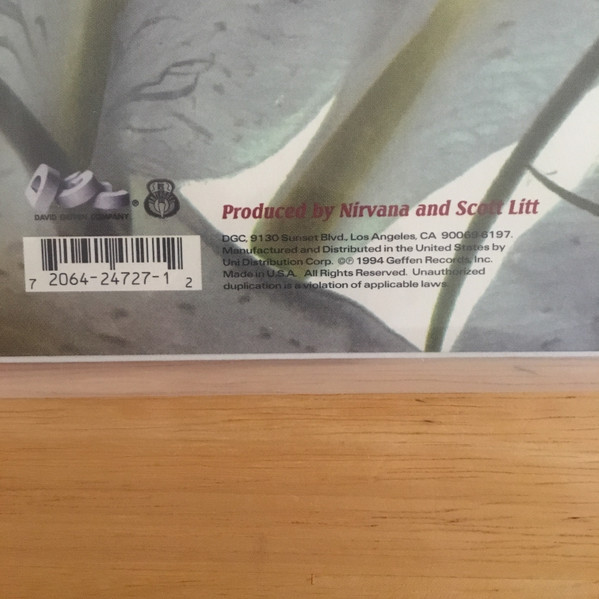 DAVID GEFFEN COMPANY
®
7 2064-24727-1 2
Produced by Nirvana and Scott Litt
DGC, 9130 Sunset Blvd., Los Angeles, CA 90069-6197.
Manufactured and Distributed in the United States by
Uni Distribution Corp. ©℗ 1994 Geffen Records, Inc.
Made in U.S.A. All Rights Reserved. Unauthorized
duplication is a violation of applicable laws.